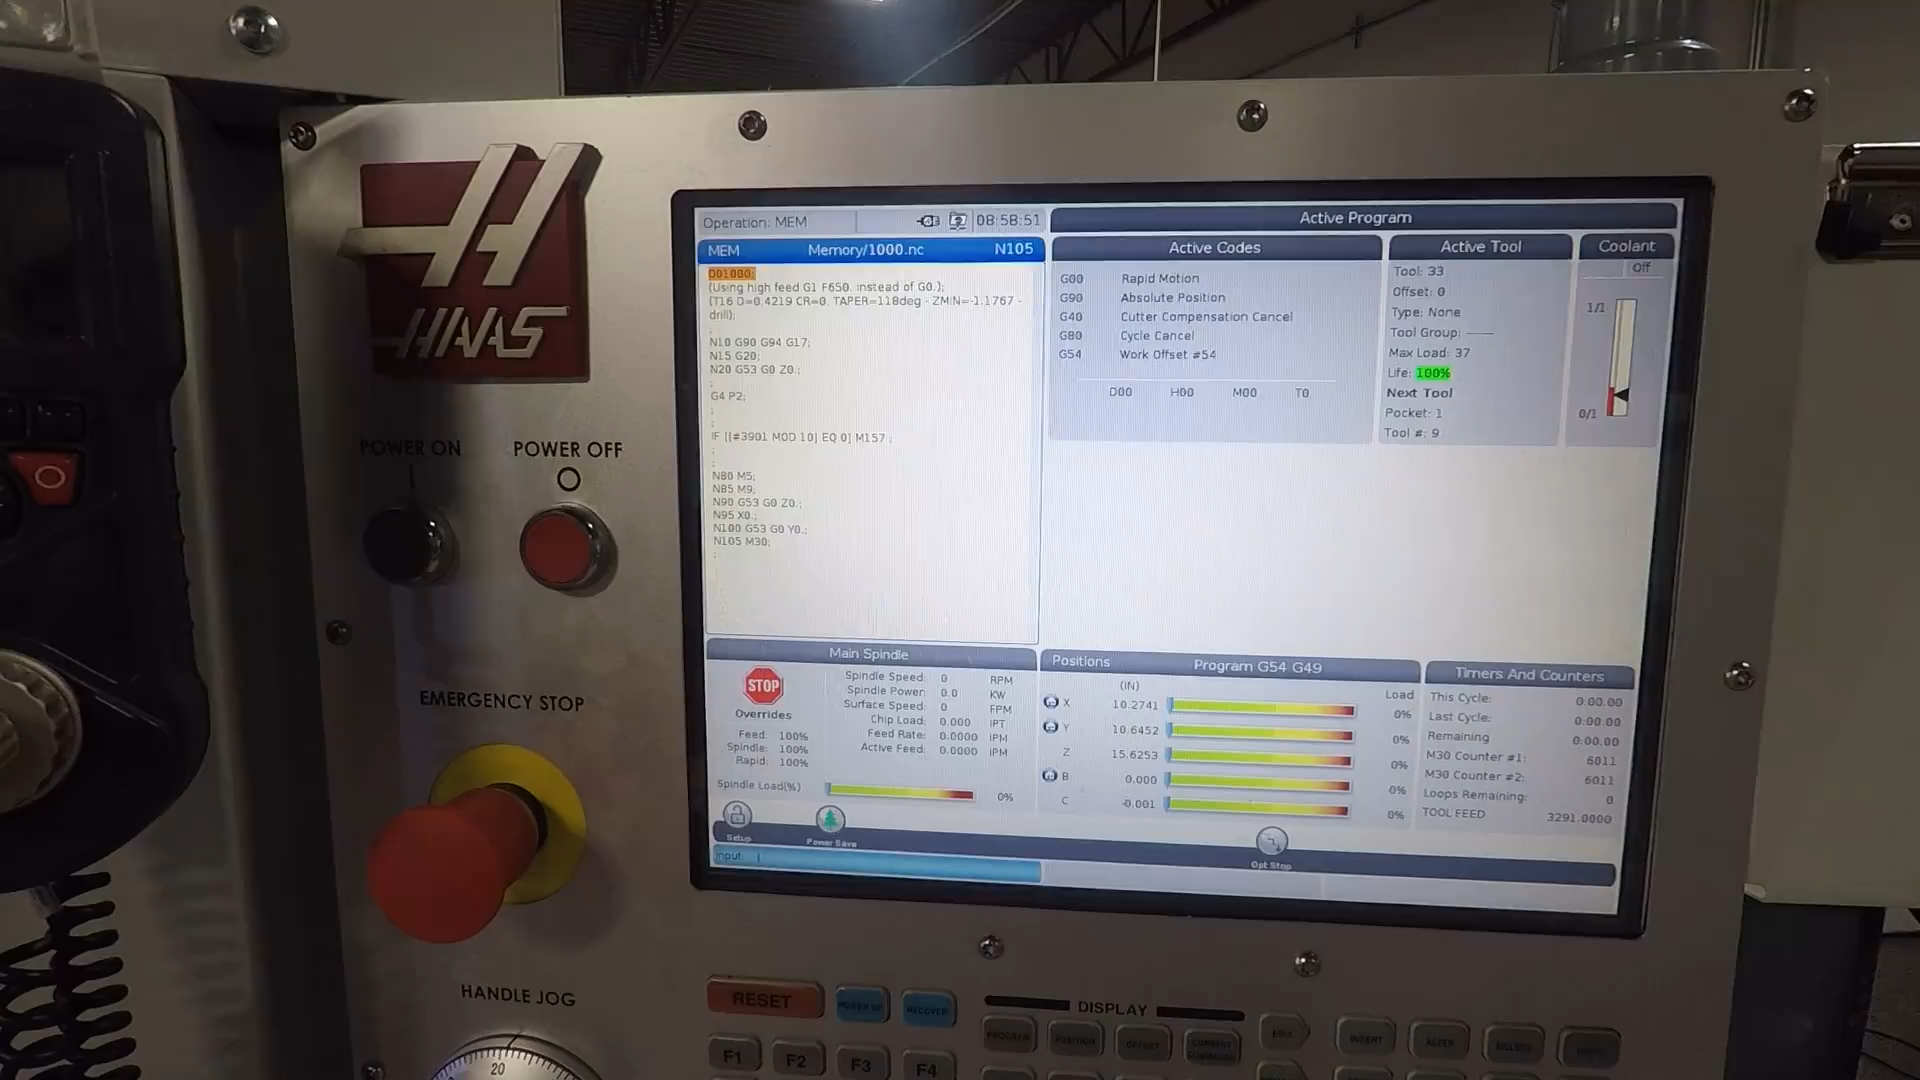 HAAS
POWER ON
POWER OFF
EMERGENCY STOP
HANDLE JOG
20
Operation: MEM
08:58:51
MEM Memory/1000.nc N105
O01000;
(Using high feed G1 F650. instead of G0.);
(T16 D=0.4219 CR=0. TAPER=118deg - ZMIN=-1.1767 -
drill);
;
N10 G90 G94 G17;
N15 G20;
N20 G53 G0 Z0.;
;
G4 P2;
;
;
IF [[#3901 MOD 10] EQ 0] M157 ;
;
;
N80 M5;
N85 M9;
N90 G53 G0 Z0.;
N95 X0.;
N100 G53 G0 Y0.;
N105 M30;
;
Active Program
Active Codes
G00 Rapid Motion
G90 Absolute Position
G40 Cutter Compensation Cancel
G80 Cycle Cancel
G54 Work Offset #54
D00 H00 M00 T0
Active Tool
Tool: 33
Offset: 0
Type: None
Tool Group: -----
Max Load: 37
Life: 100%
Next Tool
Pocket: 1
Tool #: 9
Coolant
Off
1/1
0/1
Main Spindle
STOP
Overrides
Feed: 100%
Spindle: 100%
Rapid: 100%
Spindle Speed: 0 RPM
Spindle Power: 0.0 KW
Surface Speed: 0 FPM
Chip Load: 0.000 IPT
Feed Rate: 0.0000 IPM
Active Feed: 0.0000 IPM
Spindle Load(%) 0%
Positions Program G54 G49
(IN) Load
X 10.2741 0%
Y 10.6452 0%
Z 15.6253 0%
B: 0.000 0%
C -0.001 0%
Timers And Counters
This Cycle: 0:00:00
Last Cycle: 0:00:00
Remaining 0:00:00
M30 Counter #1: 6011
M30 Counter #2: 6011
Loops Remaining: 0
TOOL FEED 3291.0000
Setup
Power Save
Opt Stop
Input:
RESET
POWER UP
RECOVER
DISPLAY
PROGRAM
POSITION
OFFSET
CURRENT COMMANDS
INSERT
ALTER
DELETE
F1
F2
F3
F4